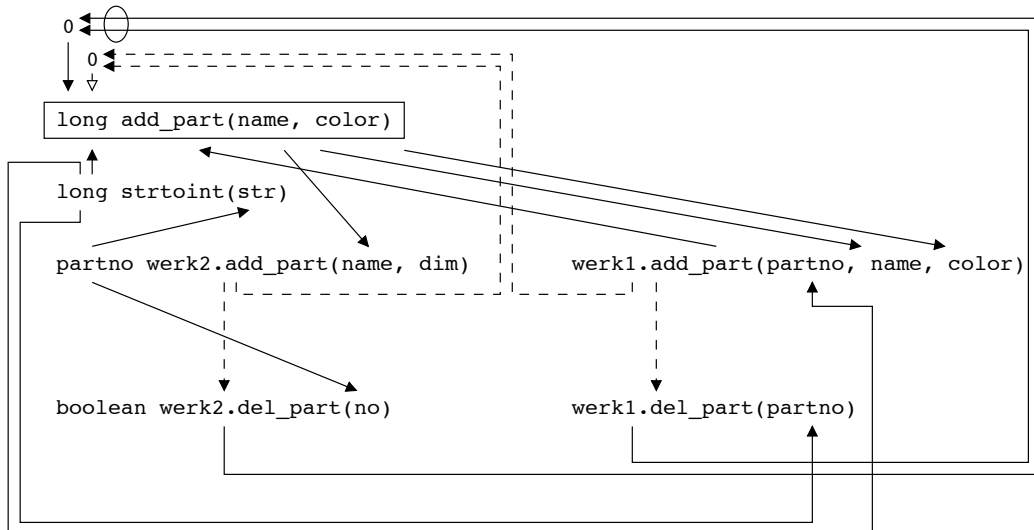 0
0
long add_part(name, color)
long strtoint(str)
partno werk2.add_part(name, dim)
werk1.add_part(partno, name, color)
boolean werk2.del_part(no)
werk1.del_part(partno)